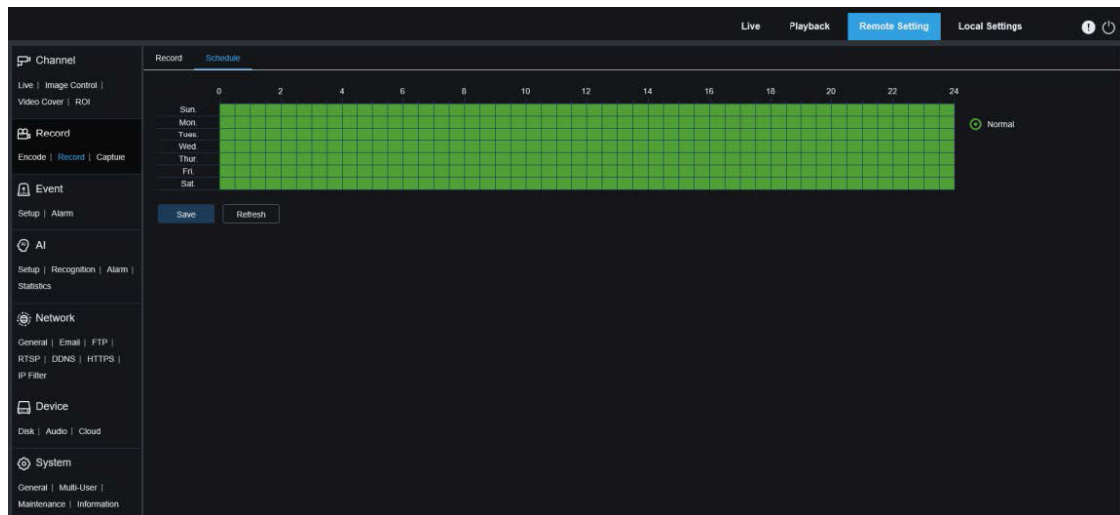 Live Playback Remote Setting Local Settings
Channel
Live | Image Control |
Video Cover | ROI
Record
Encode | Record | Capture
Event
Setup | Alarm
AI
Setup | Recognition | Alarm |
Statistics
Network
General | Email | FTP |
RTSP | DDNS | HTTPS |
IP Filter
Device
Disk | Audio | Cloud
System
General | Multi-User |
Maintenance | Information
Record Schedule
0 2 4 6 8 10 12 14 16 18 20 22 24
Sun.
Mon.
Tues.
Wed.
Thur.
Fri.
Sat.
Normal
Save Refresh